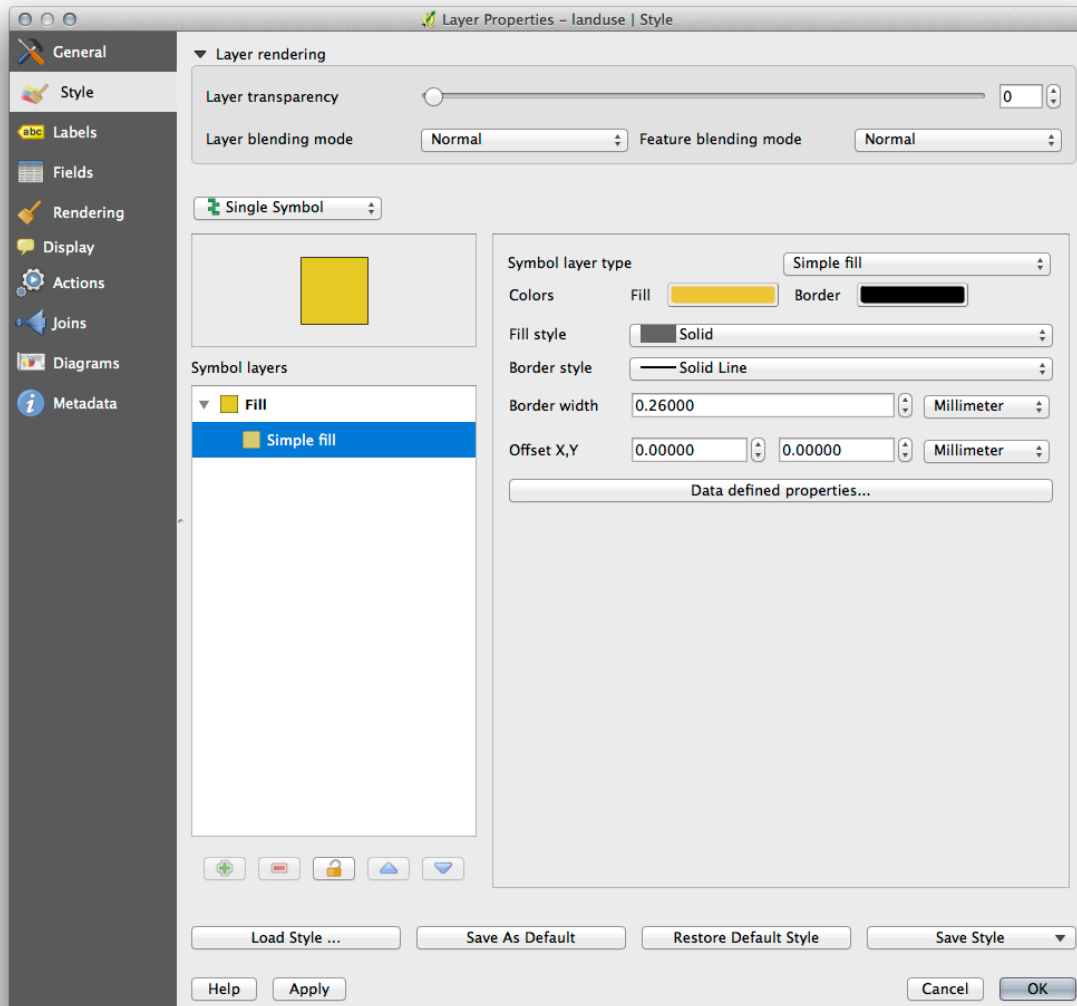 Layer Properties – landuse | Style
General
Style
abc Labels
Fields
Rendering
Display
Actions
Joins
Diagrams
i Metadata
Layer rendering
Layer transparency 0
Layer blending mode Normal Feature blending mode Normal
Single Symbol
Symbol layers
Fill
Simple fill
Symbol layer type Simple fill
Colors Fill Border
Fill style Solid
Border style Solid Line
Border width 0.26000 Millimeter
Offset X,Y 0.00000 0.00000 Millimeter
Data defined properties...
Load Style ... Save As Default Restore Default Style Save Style
Help Apply Cancel OK